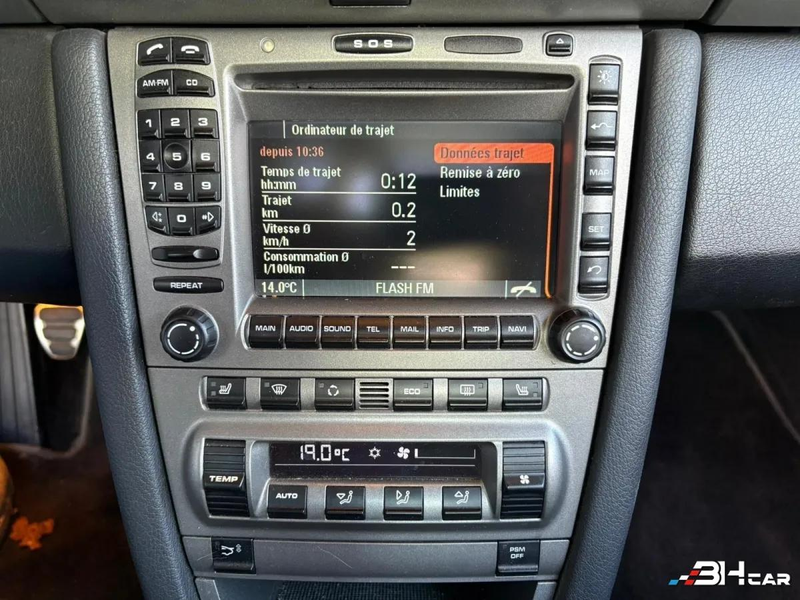 SOS
AM·FM CD
1 2 3
4 5 6
7 8 9
0
REPEAT
Ordinateur de trajet
depuis 10:36
Temps de trajet
hh:mm 0:12
Trajet
km 0.2
Vitesse Ø
km/h 2
Consommation Ø
l/100km ---
Données trajet
Remise à zéro
Limites
14.0°C FLASH FM
MAP
SET
MAIN AUDIO SOUND TEL MAIL INFO TRIP NAVI
ECO
19.0°C
TEMP
AUTO
PSM
OFF
3HCAR